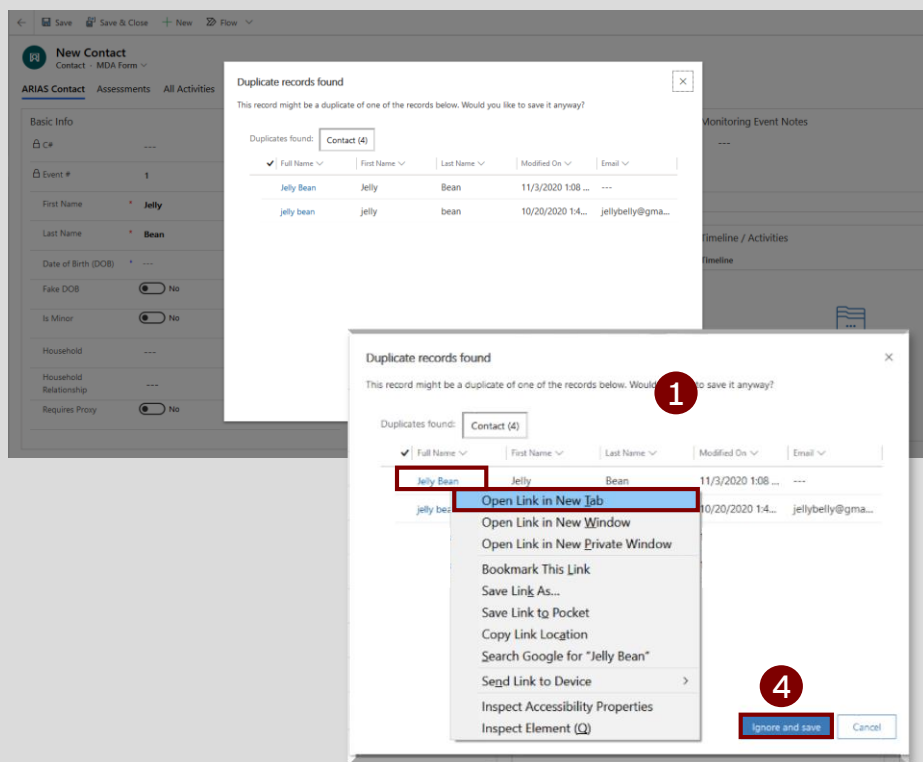 Save Save & Close New Flow
New Contact
Contact · MDA Form
ARIAS Contact Assessments All Activities
Basic Info
C#
---
Event #
1
First Name * Jelly
Last Name * Bean
Date of Birth (DOB) * ---
Fake DOB No
Is Minor No
Household ---
Household Relationship ---
Requires Proxy No
Monitoring Event Notes
---
Timeline / Activities
Timeline
Duplicate records found
This record might be a duplicate of one of the records below. Would you like to save it anyway?
Duplicates found: Contact (4)
Full Name First Name Last Name Modified On Email
Jelly Bean Jelly Bean 11/3/2020 1:08 ... ---
jelly bean jelly bean 10/20/2020 1:4... jellybelly@gma...
Duplicate records found
This record might be a duplicate of one of the records below. Would to save it anyway?
1
Duplicates found: Contact (4)
Full Name First Name Last Name Modified On Email
Jelly Bean Jelly Bean 11/3/2020 1:08 ... ---
jelly bea 10/20/2020 1:4... jellybelly@gma...
Open Link in New Tab
Open Link in New Window
Open Link in New Private Window
Bookmark This Link
Save Link As...
Save Link to Pocket
Copy Link Location
Search Google for "Jelly Bean"
Send Link to Device >
Inspect Accessibility Properties
Inspect Element (Q)
4
Ignore and save Cancel